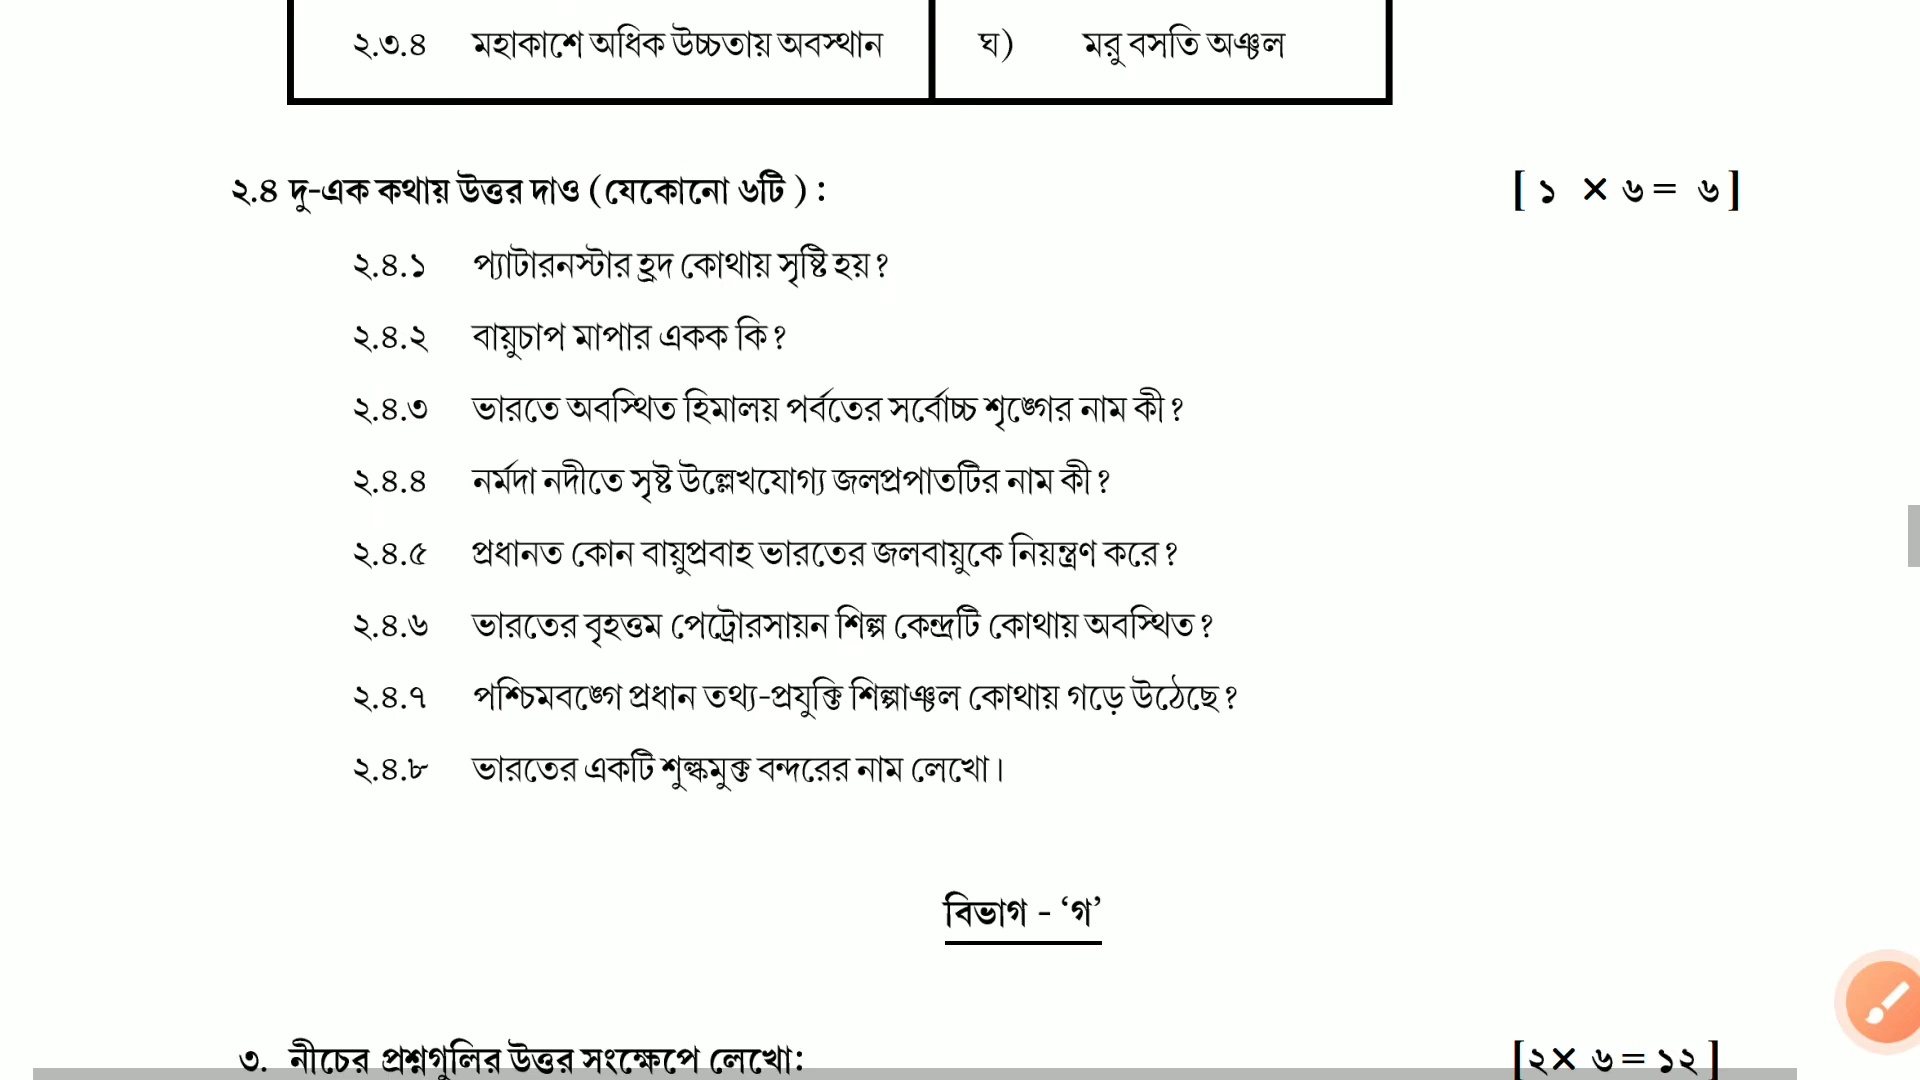 ২.৩.৪ মহাকাশে অধিক উচ্চতায় অবস্থান ঘ) মরু বসতি অঞ্চল
২.৪ দু-এক কথায় উত্তর দাও (যেকোনো ৬টি ) : [ ১ × ৬ = ৬ ]
২.৪.১ প্যাটারনস্টার হ্রদ কোথায় সৃষ্টি হয়?
২.৪.২ বায়ুচাপ মাপার একক কি?
২.৪.৩ ভারতে অবস্থিত হিমালয় পর্বতের সর্বোচ্চ শৃঙ্গের নাম কী?
২.৪.৪ নর্মদা নদীতে সৃষ্ট উল্লেখযোগ্য জলপ্রপাতটির নাম কী?
২.৪.৫ প্রধানত কোন বায়ুপ্রবাহ ভারতের জলবায়ুকে নিয়ন্ত্রণ করে?
২.৪.৬ ভারতের বৃহত্তম পেট্রোরসায়ন শিল্প কেন্দ্রটি কোথায় অবস্থিত?
২.৪.৭ পশ্চিমবঙ্গে প্রধান তথ্য-প্রযুক্তি শিল্পাঞ্চল কোথায় গড়ে উঠেছে?
২.৪.৮ ভারতের একটি শুল্কমুক্ত বন্দরের নাম লেখো।
বিভাগ - ‘গ’
৩. নীচের প্রশ্নগুলির উত্তর সংক্ষেপে লেখো: [২× ৬ = ১২ ]